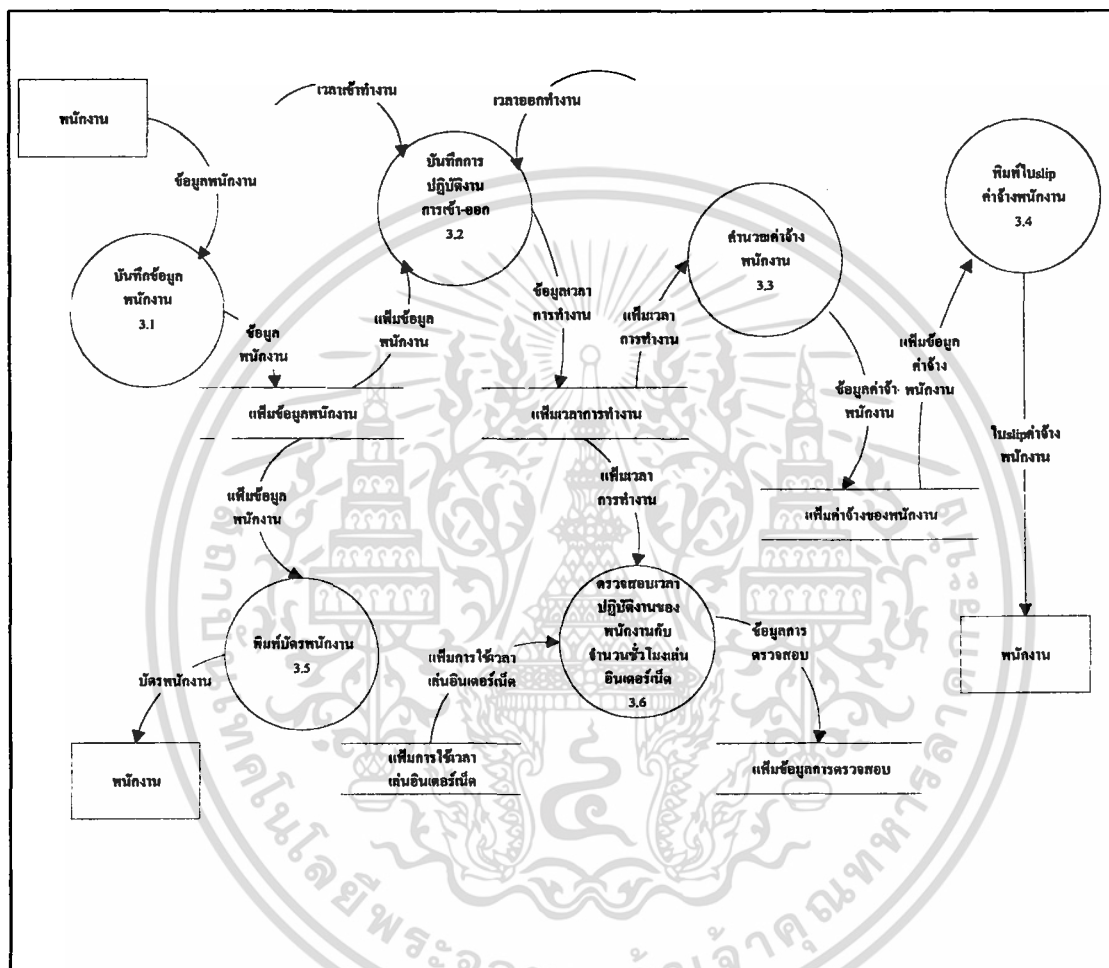 พนักงาน
ข้อมูลพนักงาน
บันทึกข้อมูล
พนักงาน
3.1
ข้อมูล
พนักงาน
เวลาเข้าทำงาน
เวลาออกทำงาน
บันทึกการ
ปฏิบัติงาน
การเข้า-ออก
3.2
แฟ้มข้อมูล
พนักงาน
ข้อมูลเวลา
การทำงาน
แฟ้มเวลา
การทำงาน
คำนวณค่าจ้าง
พนักงาน
3.3
พิมพ์ใบslip
ค่าจ้างพนักงาน
3.4
แฟ้มข้อมูลพนักงาน
แฟ้มเวลาการทำงาน
ข้อมูลค่าจ้า
พนักงาน
แฟ้มข้อมูล
ค่าจ้าง
พนักงาน
ใบslipค่าจ้าง
พนักงาน
แฟ้มค่าจ้างของพนักงาน
แฟ้มข้อมูล
พนักงาน
แฟ้มเวลา
การทำงาน
พิมพ์บัตรพนักงาน
3.5
บัตรพนักงาน
พนักงาน
แฟ้มการใช้เวลา
เล่นอินเตอร์เน็ต
แฟ้มการใช้เวลา
เล่นอินเตอร์เน็ต
ตรวจสอบเวลา
ปฏิบัติงานของ
พนักงานกับ
จำนวนชั่วโมงเล่น
อินเตอร์เน็ต
3.6
ข้อมูลการ
ตรวจสอบ
แฟ้มข้อมูลการตรวจสอบ
พนักงาน